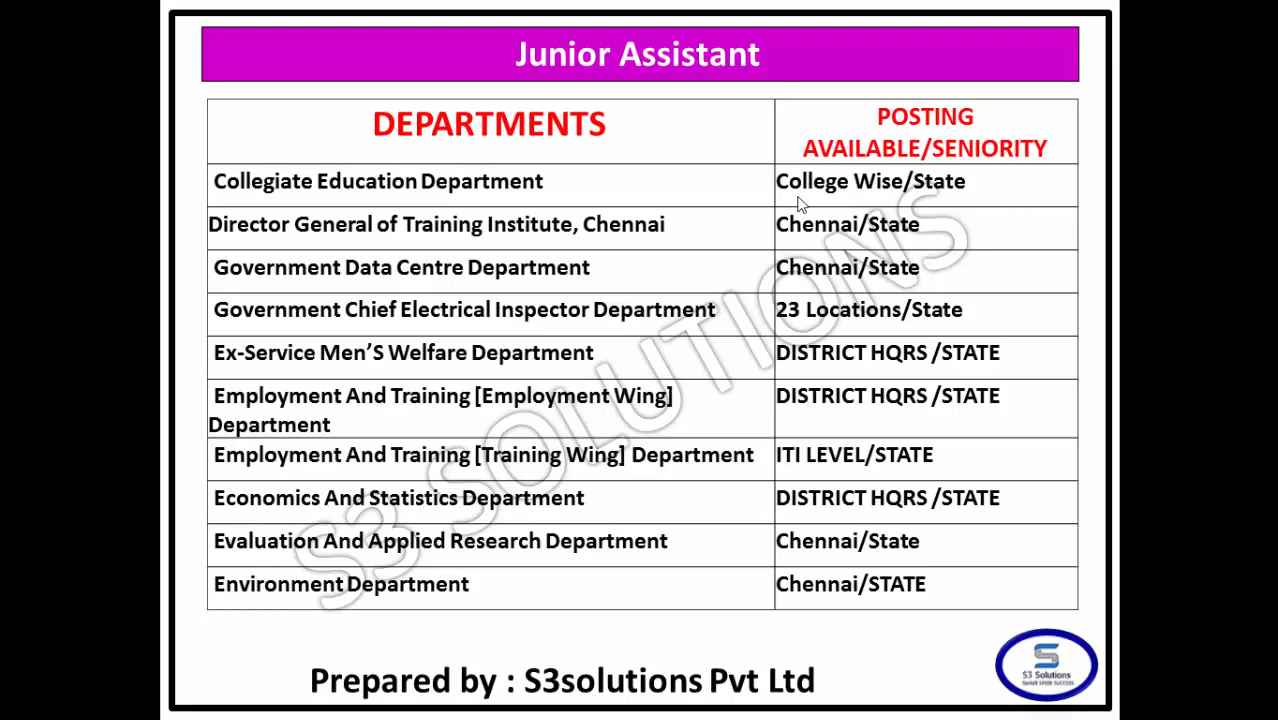 Junior Assistant
DEPARTMENTS
POSTING
AVAILABLE/SENIORITY
Collegiate Education Department
College Wise/State
Director General of Training Institute, Chennai
Chennai/State
Government Data Centre Department
Chennai/State
Government Chief Electrical Inspector Department
23 Locations/State
Ex-Service Men’S Welfare Department
DISTRICT HQRS /STATE
Employment And Training [Employment Wing]
Department
DISTRICT HQRS /STATE
Employment And Training [Training Wing] Department
ITI LEVEL/STATE
Economics And Statistics Department
DISTRICT HQRS /STATE
Evaluation And Applied Research Department
Chennai/State
Environment Department
Chennai/STATE
S3 SOLUTIONS
Prepared by : S3solutions Pvt Ltd
S3 Solutions
SMART SPEED SUCCESS